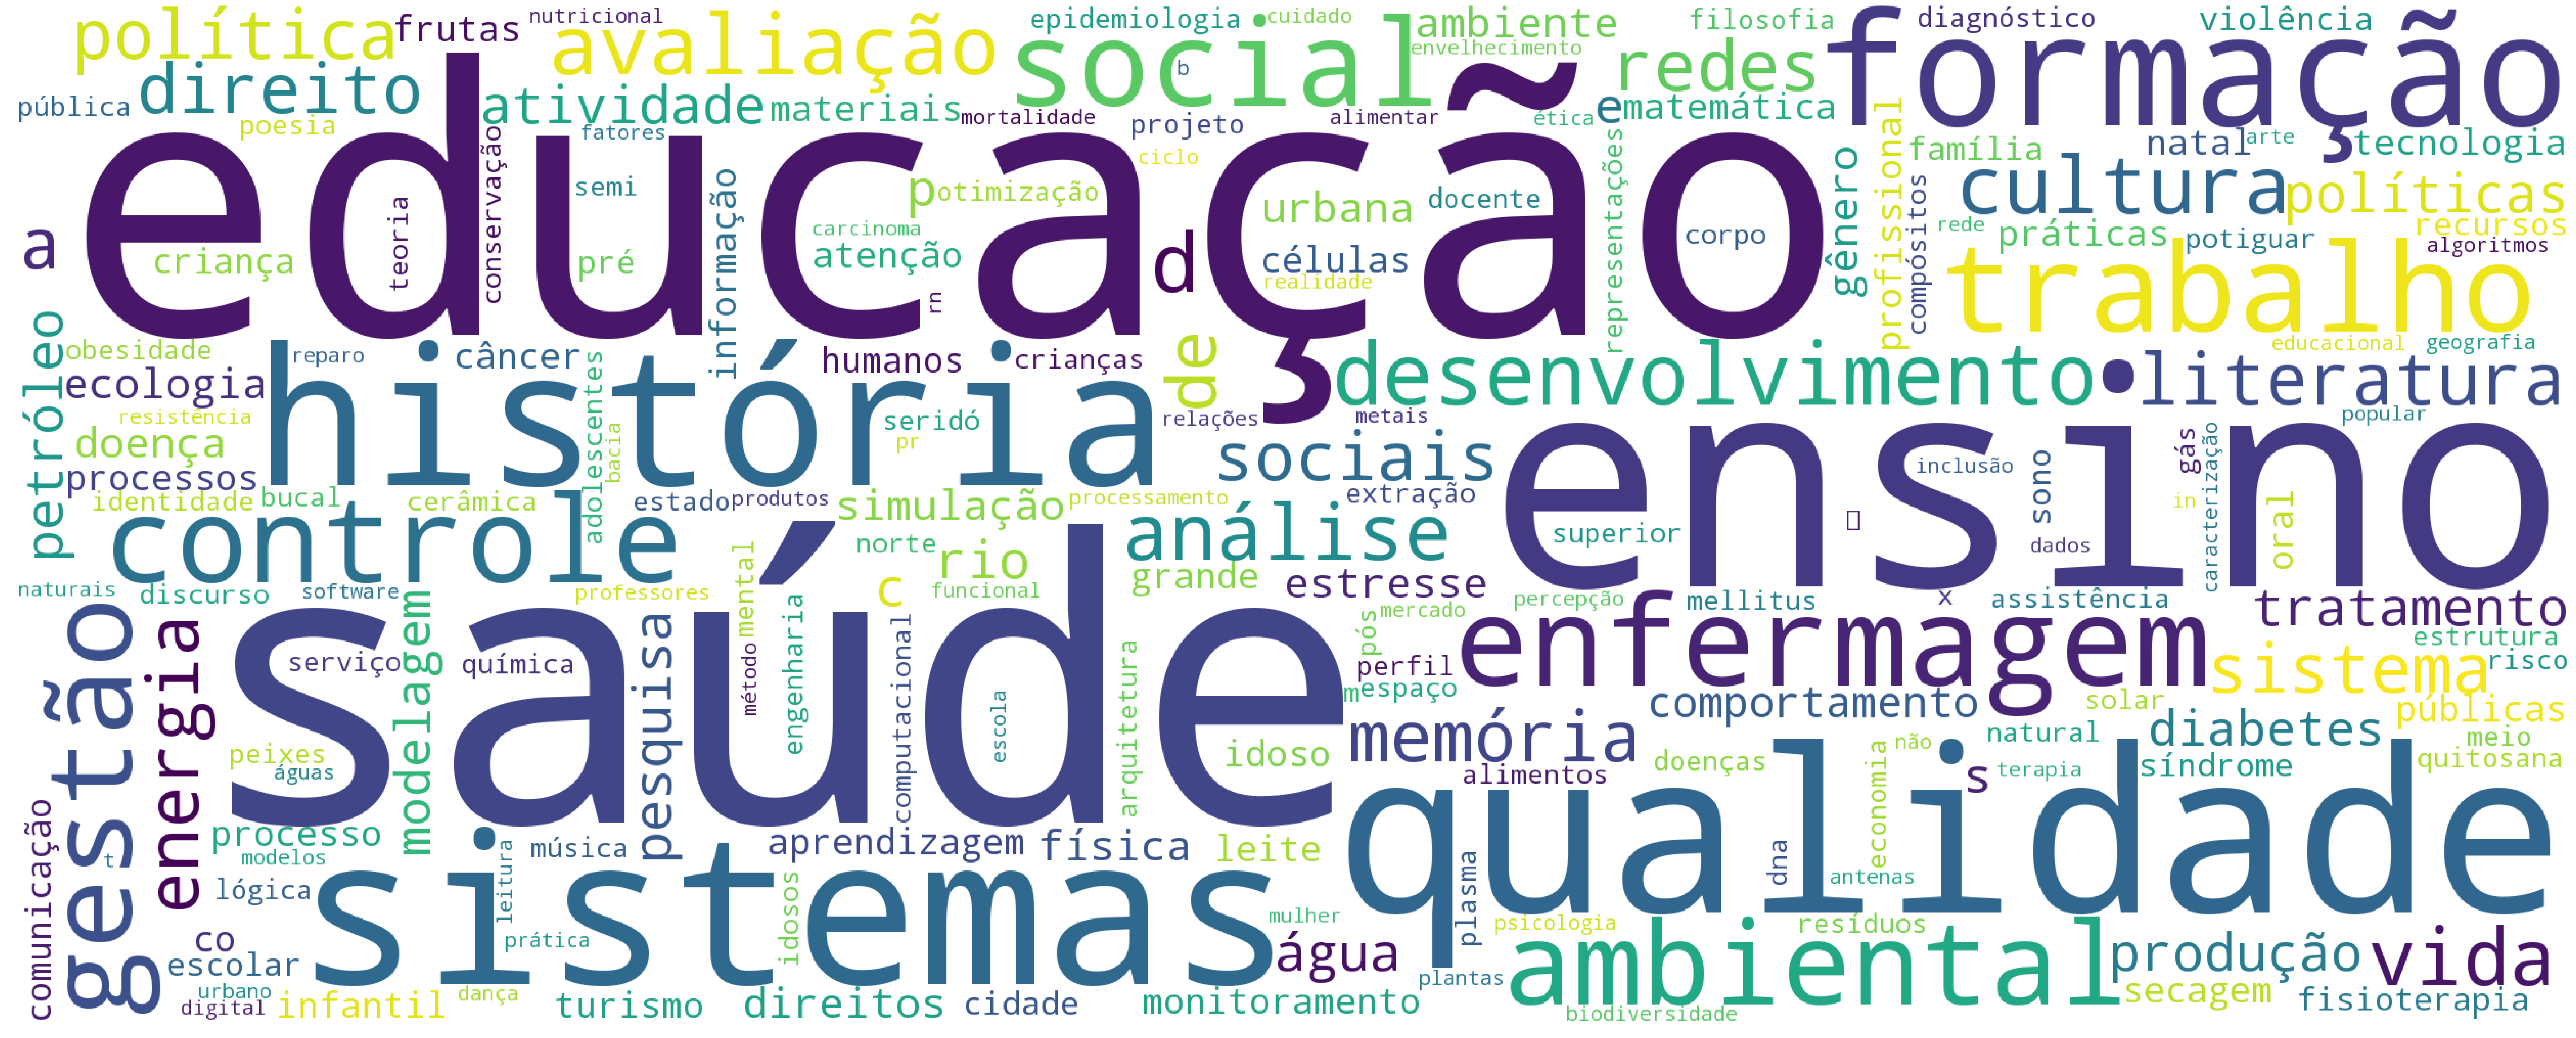 política
frutas
nutricional
avaliação
social
epidemiologia
cuidado
ambiente
envelhecimento
filosofia
redes
formação
diagnóstico
violência
pública
direito
poesia
atividade
materiais
mortalidade
b
projeto
alimentar
ética
e
matemática
profissional
família
natal
arte
tecnologia
educação
fatores
conservação
teoria
semi
pré
informação
p
otimização
carcinoma
atenção
rn
ciclo
d
urbana
células
realidade
docente
representações
corpo
gênero
compósitos
cultura
políticas
rede
práticas
potiguar
recursos
algoritmos
trabalho
a
criança
petróleo
obesidade
ecologia
resistência
doença
processos
história
reparo
câncer
adolescentes
bacia
humanos
crianças
seridó
pr
de
relações
desenvolvimento
metais
•
literatura
educacional
geografia
popular
sociais
ensino
inclusão
sono
gás
caracterização
in
oral
dados
superior
extração
identidade
bucal
cerâmica
estado
produtos
simulação
processamento
controle
norte
rio
análise
grande
estresse
naturais
discurso
software
professores
mental
c
funcional
pós
mercado
percepção
mellitus
x
assistência
tratamento
gestão
energia
modelagem
saúde
serviço
química
pesquisa
método
engenharia
computacional
escola
arquitetura
perfil
m
espaço
enfermagem
sistema
estrutura
risco
peixes
águas
idoso
memória
comportamento
solar
públicas
natural
diabetes
meio
quitosana
alimentos
doenças
não
economia
s
terapia
síndrome
comunicação
t
processo
modelos
lógica
música
leitura
aprendizagem
física
leite
qualidade
plasma
dna
antenas
sistemas
idosos
prática
mulher
psicologia
resíduos
co
escolar
urbano
digital
infantil
dança
turismo
direitos
cidade
água
monitoramento
plantas
ambiental
biodiversidade
produção
secagem
vida
fisioterapia